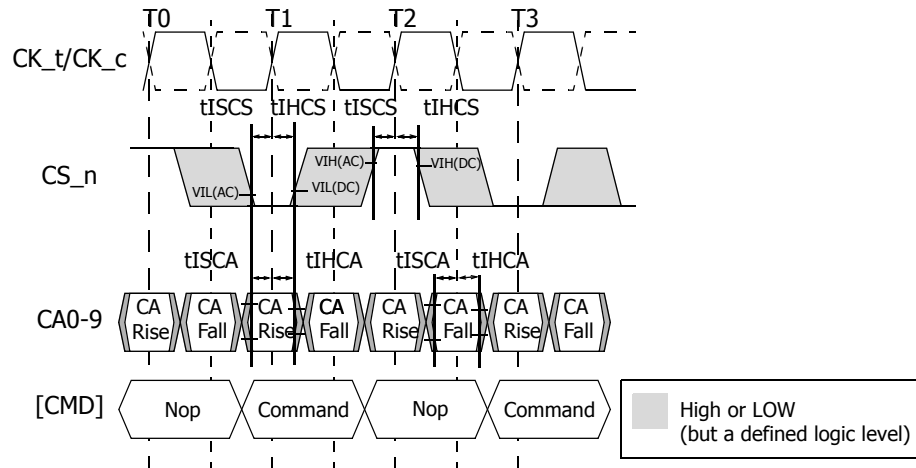 T0 T1 T2 T3
CK_t/CK_c
tISCS tIHCS tISCS tIHCS
CS_n
VIL(AC)
VIH(AC)
VIL(DC)
VIH(DC)
tISCA tIHCA tISCA tIHCA
CA0-9
CA Rise
CA Fall
CA Rise
CA Fall
CA Rise
CA Fall
CA Rise
CA Fall
[CMD]
Nop Command Nop Command
High or LOW
(but a defined logic level)